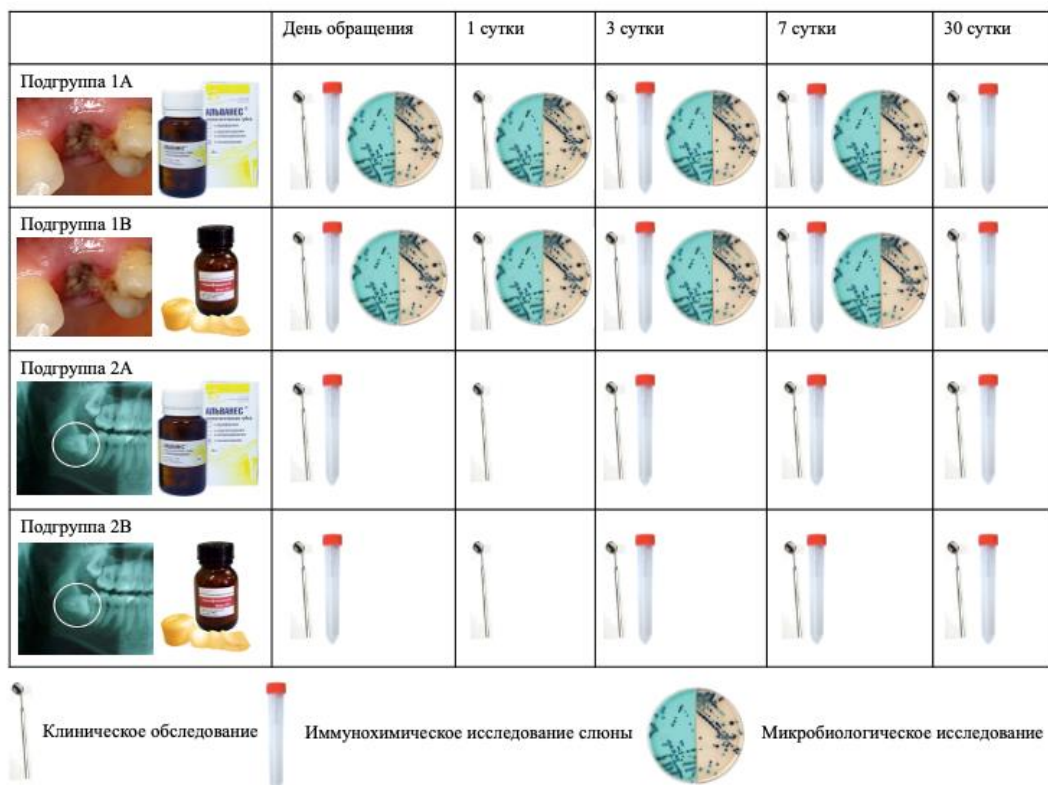 День обращения 1 сутки 3 сутки 7 сутки 30 сутки
Подгруппа 1А
АЛЬВАНЕС
Подгруппа 1В
Подгруппа 2А
АЛЬВАНЕС
Подгруппа 2В
Клиническое обследование Иммунохимическое исследование слюны Микробиологическое исследование